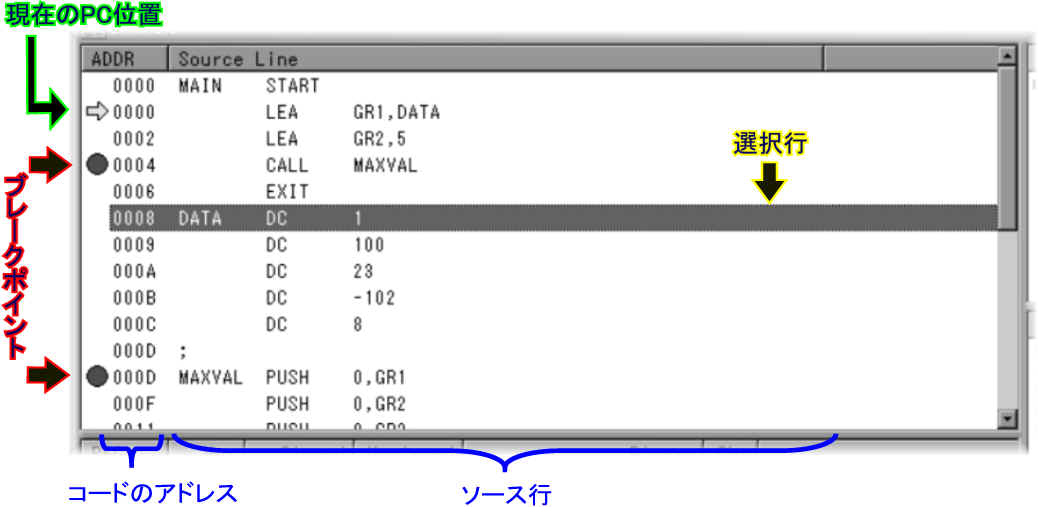 現在のPC位置
ADDR Source Line
0000 MAIN START
0000 LEA GR1,DATA
0002 LEA GR2,5
選択行
0004 CALL MAXVAL
ブレークポイント
0006 EXIT
0008 DATA DC 1
0009 DC 100
000A DC 23
000B DC -102
000C DC 8
000D ;
000D MAXVAL PUSH 0,GR1
000F PUSH 0,GR2
0011 PUSH
コードのアドレス
ソース行